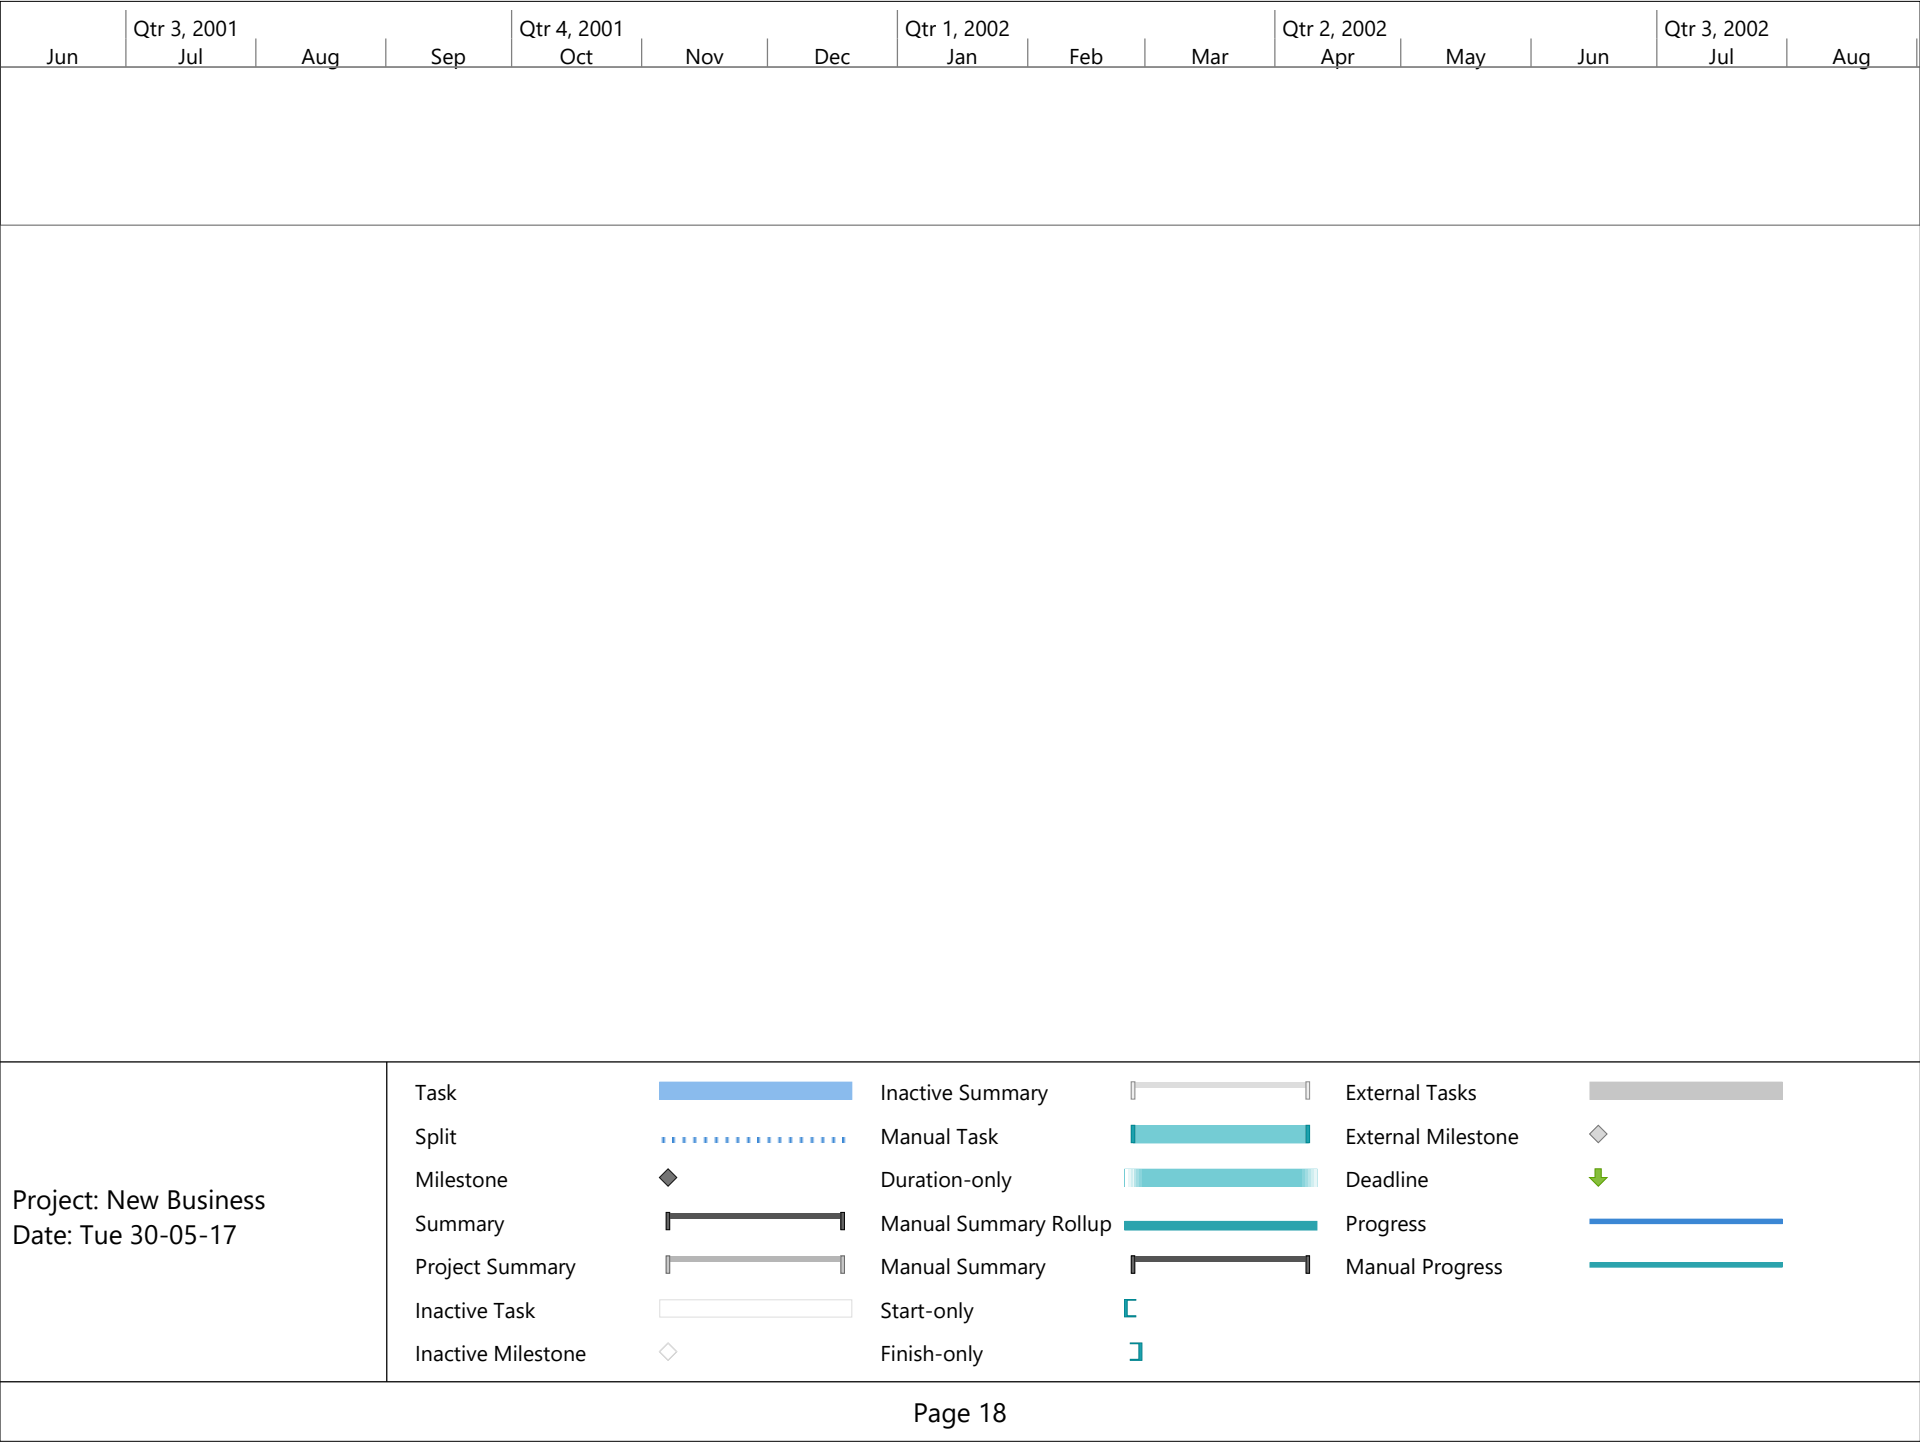 Qtr 3, 2001 Qtr 4, 2001 Qtr 1, 2002 Qtr 2, 2002 Qtr 3, 2002
Jun Jul Aug Sep Oct Nov Dec Jan Feb Mar Apr May Jun Jul Aug
Project: New Business
Date: Tue 30-05-17
Task
Split
Milestone
Summary
Project Summary
Inactive Task
Inactive Milestone
Inactive Summary
Manual Task
Duration-only
Manual Summary Rollup
Manual Summary
Start-only
Finish-only
External Tasks
External Milestone
Deadline
Progress
Manual Progress
Page 18